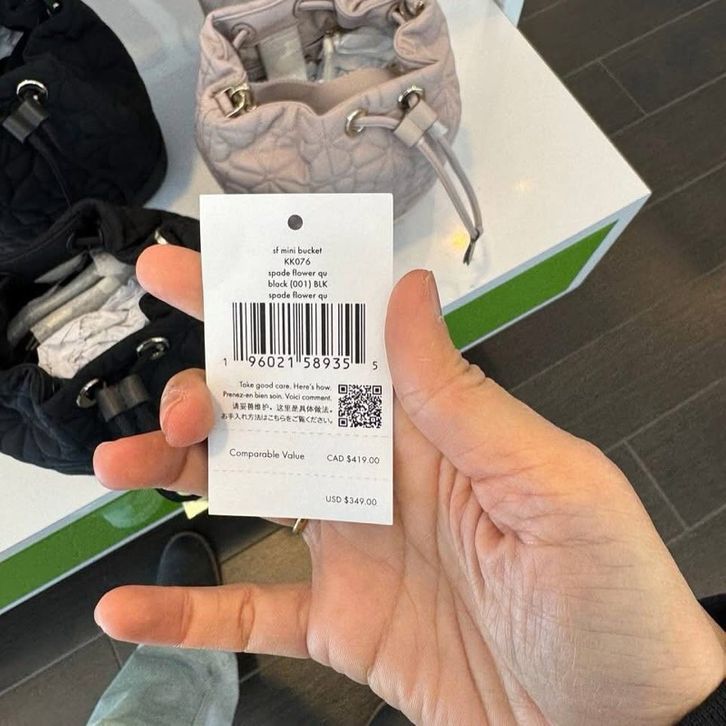 sf mini bucket
KK076
spade flower qu
black (001) BLK
spade flower qu
1 96021 58935 5
Take good care. Here's how.
Prenez-en bien soin. Voici comment.
请妥善维护。这里是具体做法。
お手入れ方法はこちらをご覧ください。
Comparable Value CAD $419.00
USD $349.00